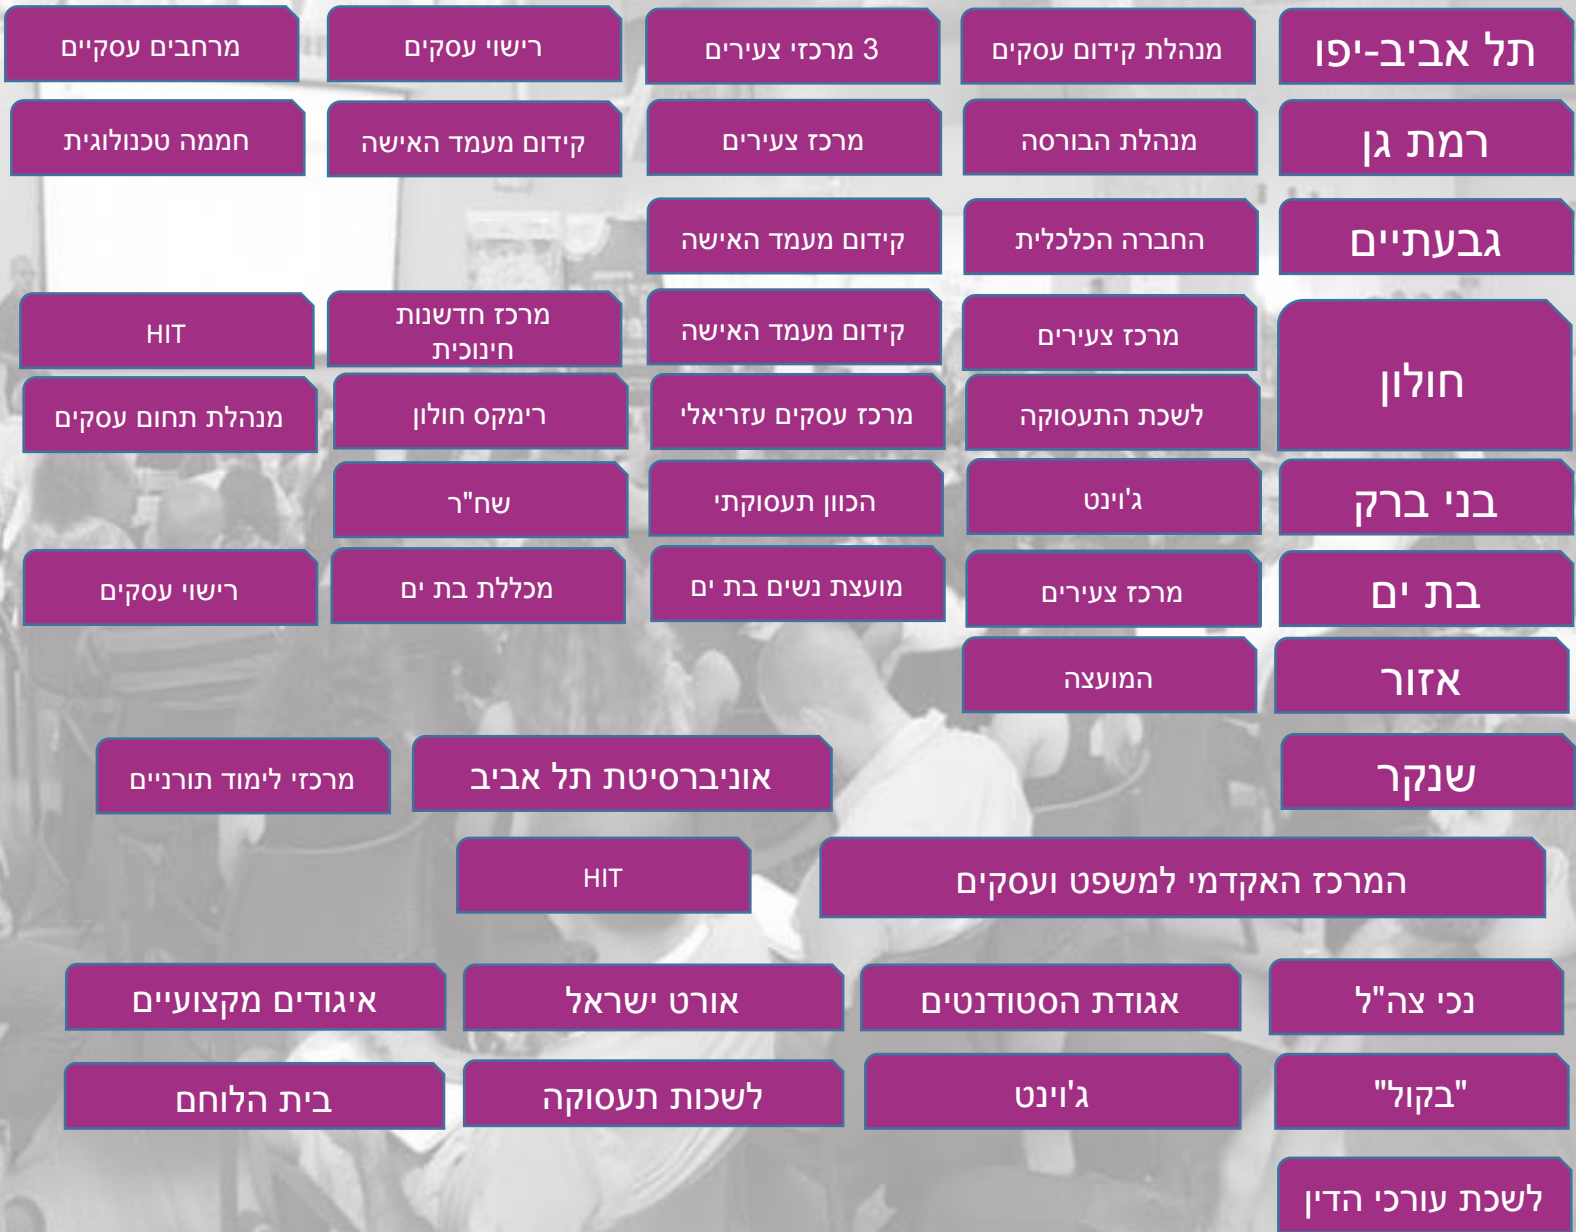 תל אביב-יפו
מנהלת קידום עסקים
3 מרכזי צעירים
רישוי עסקים
מרחבים עסקיים
רמת גן
מנהלת הבורסה
מרכז צעירים
קידום מעמד האישה
חממה טכנולוגית
גבעתיים
החברה הכלכלית
קידום מעמד האישה
חולון
מרכז צעירים
קידום מעמד האישה
מרכז חדשנות
חינוכית
HIT
לשכת התעסוקה
מרכז עסקים עזריאלי
רימקס חולון
מנהלת תחום עסקים
בני ברק
ג'וינט
הכוון תעסוקתי
שח"ר
בת ים
מרכז צעירים
מועצת נשים בת ים
מכללת בת ים
רישוי עסקים
אזור
המועצה
שנקר
אוניברסיטת תל אביב
מרכזי לימוד תורניים
המרכז האקדמי למשפט ועסקים
HIT
נכי צה"ל
אגודת הסטודנטים
אורט ישראל
איגודים מקצועיים
"בקול"
ג'וינט
לשכות תעסוקה
בית הלוחם
לשכת עורכי הדין